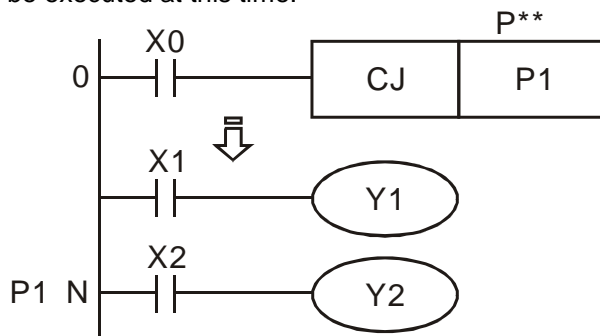 be executed at this time.
P**
X0
0 CJ P1
X1
Y1
X2
P1 N Y2